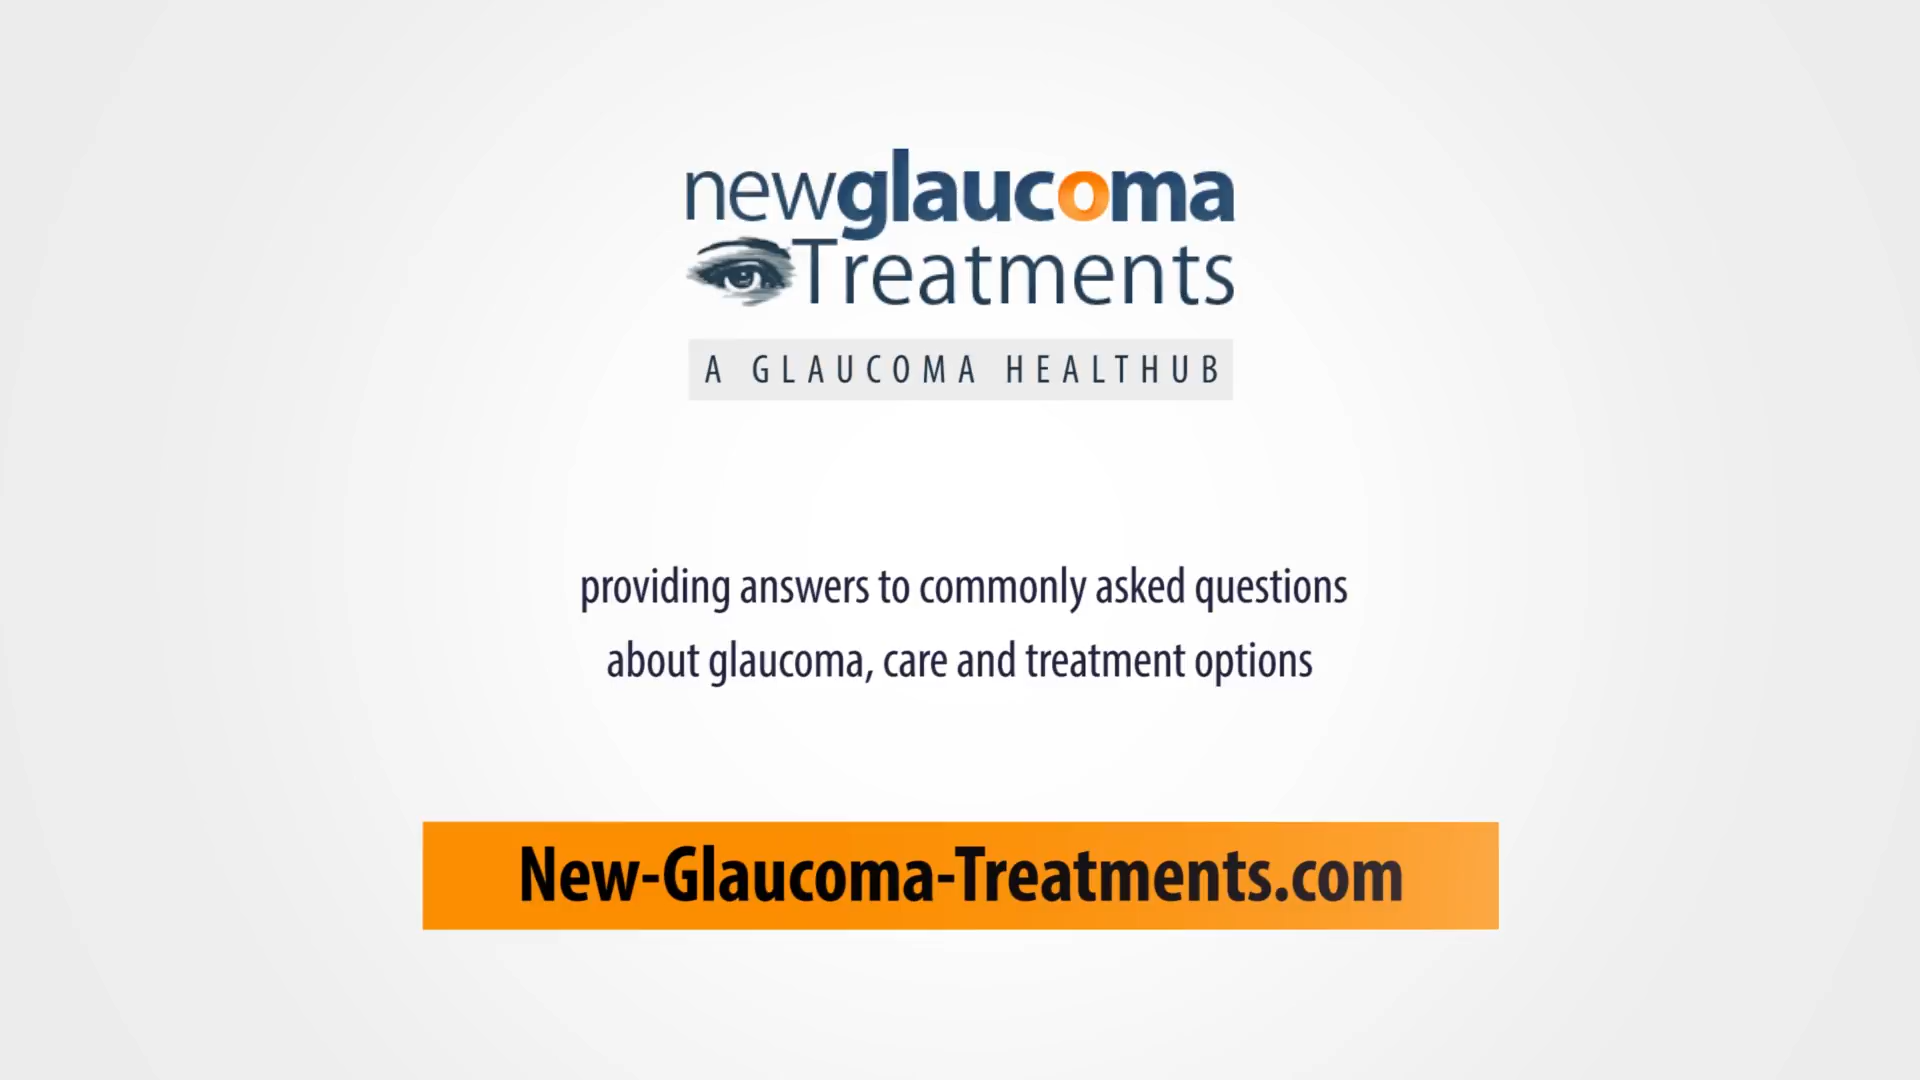 newglaucoma
Treatments
A GLAUCOMA HEALTHUB
providing answers to commonly asked questions
about glaucoma, care and treatment options
New-Glaucoma-Treatments.com